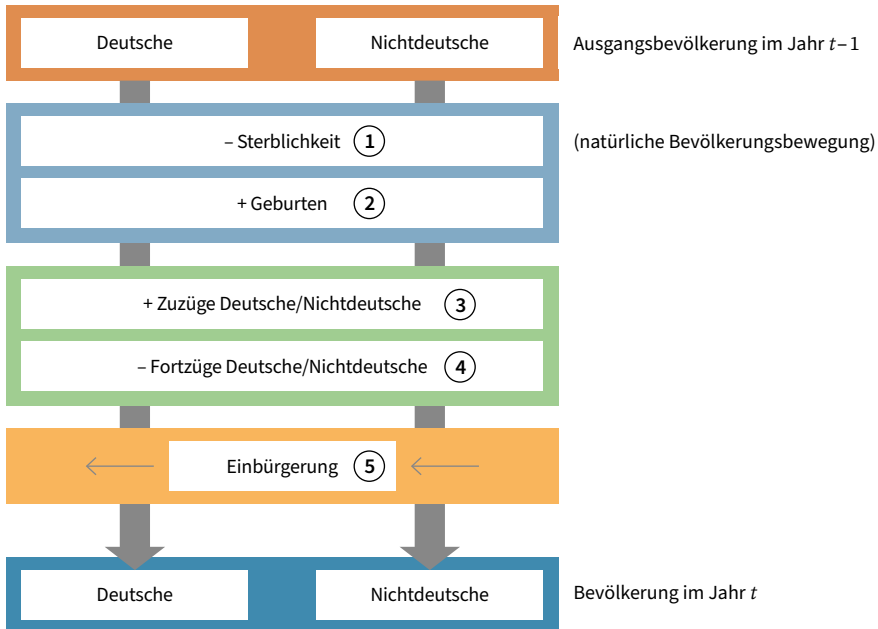 Deutsche Nichtdeutsche Ausgangsbevölkerung im Jahr t–1
– Sterblichkeit 1 (natürliche Bevölkerungsbewegung)
+ Geburten 2
+ Zuzüge Deutsche/Nichtdeutsche 3
– Fortzüge Deutsche/Nichtdeutsche 4
Einbürgerung 5
Deutsche Nichtdeutsche Bevölkerung im Jahr t